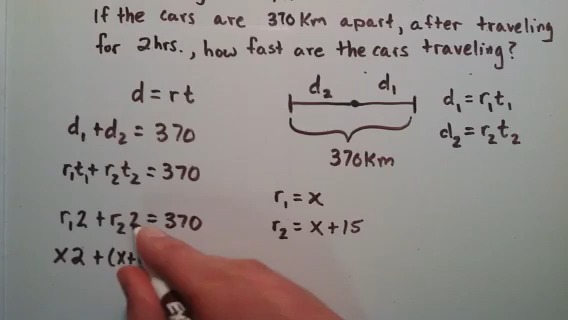 If the cars are 370 Km apart, after traveling
for 2hrs., how fast are the cars traveling?
d = rt
d₂ d₁
d₁ = r₁t₁
d₁ + d₂ = 370
d₂ = r₂t₂
370Km
r₁t₁ + r₂t₂ = 370
r₁ = x
r₁2 + r₂2 = 370
r₂ = x + 15
x2 + (x+